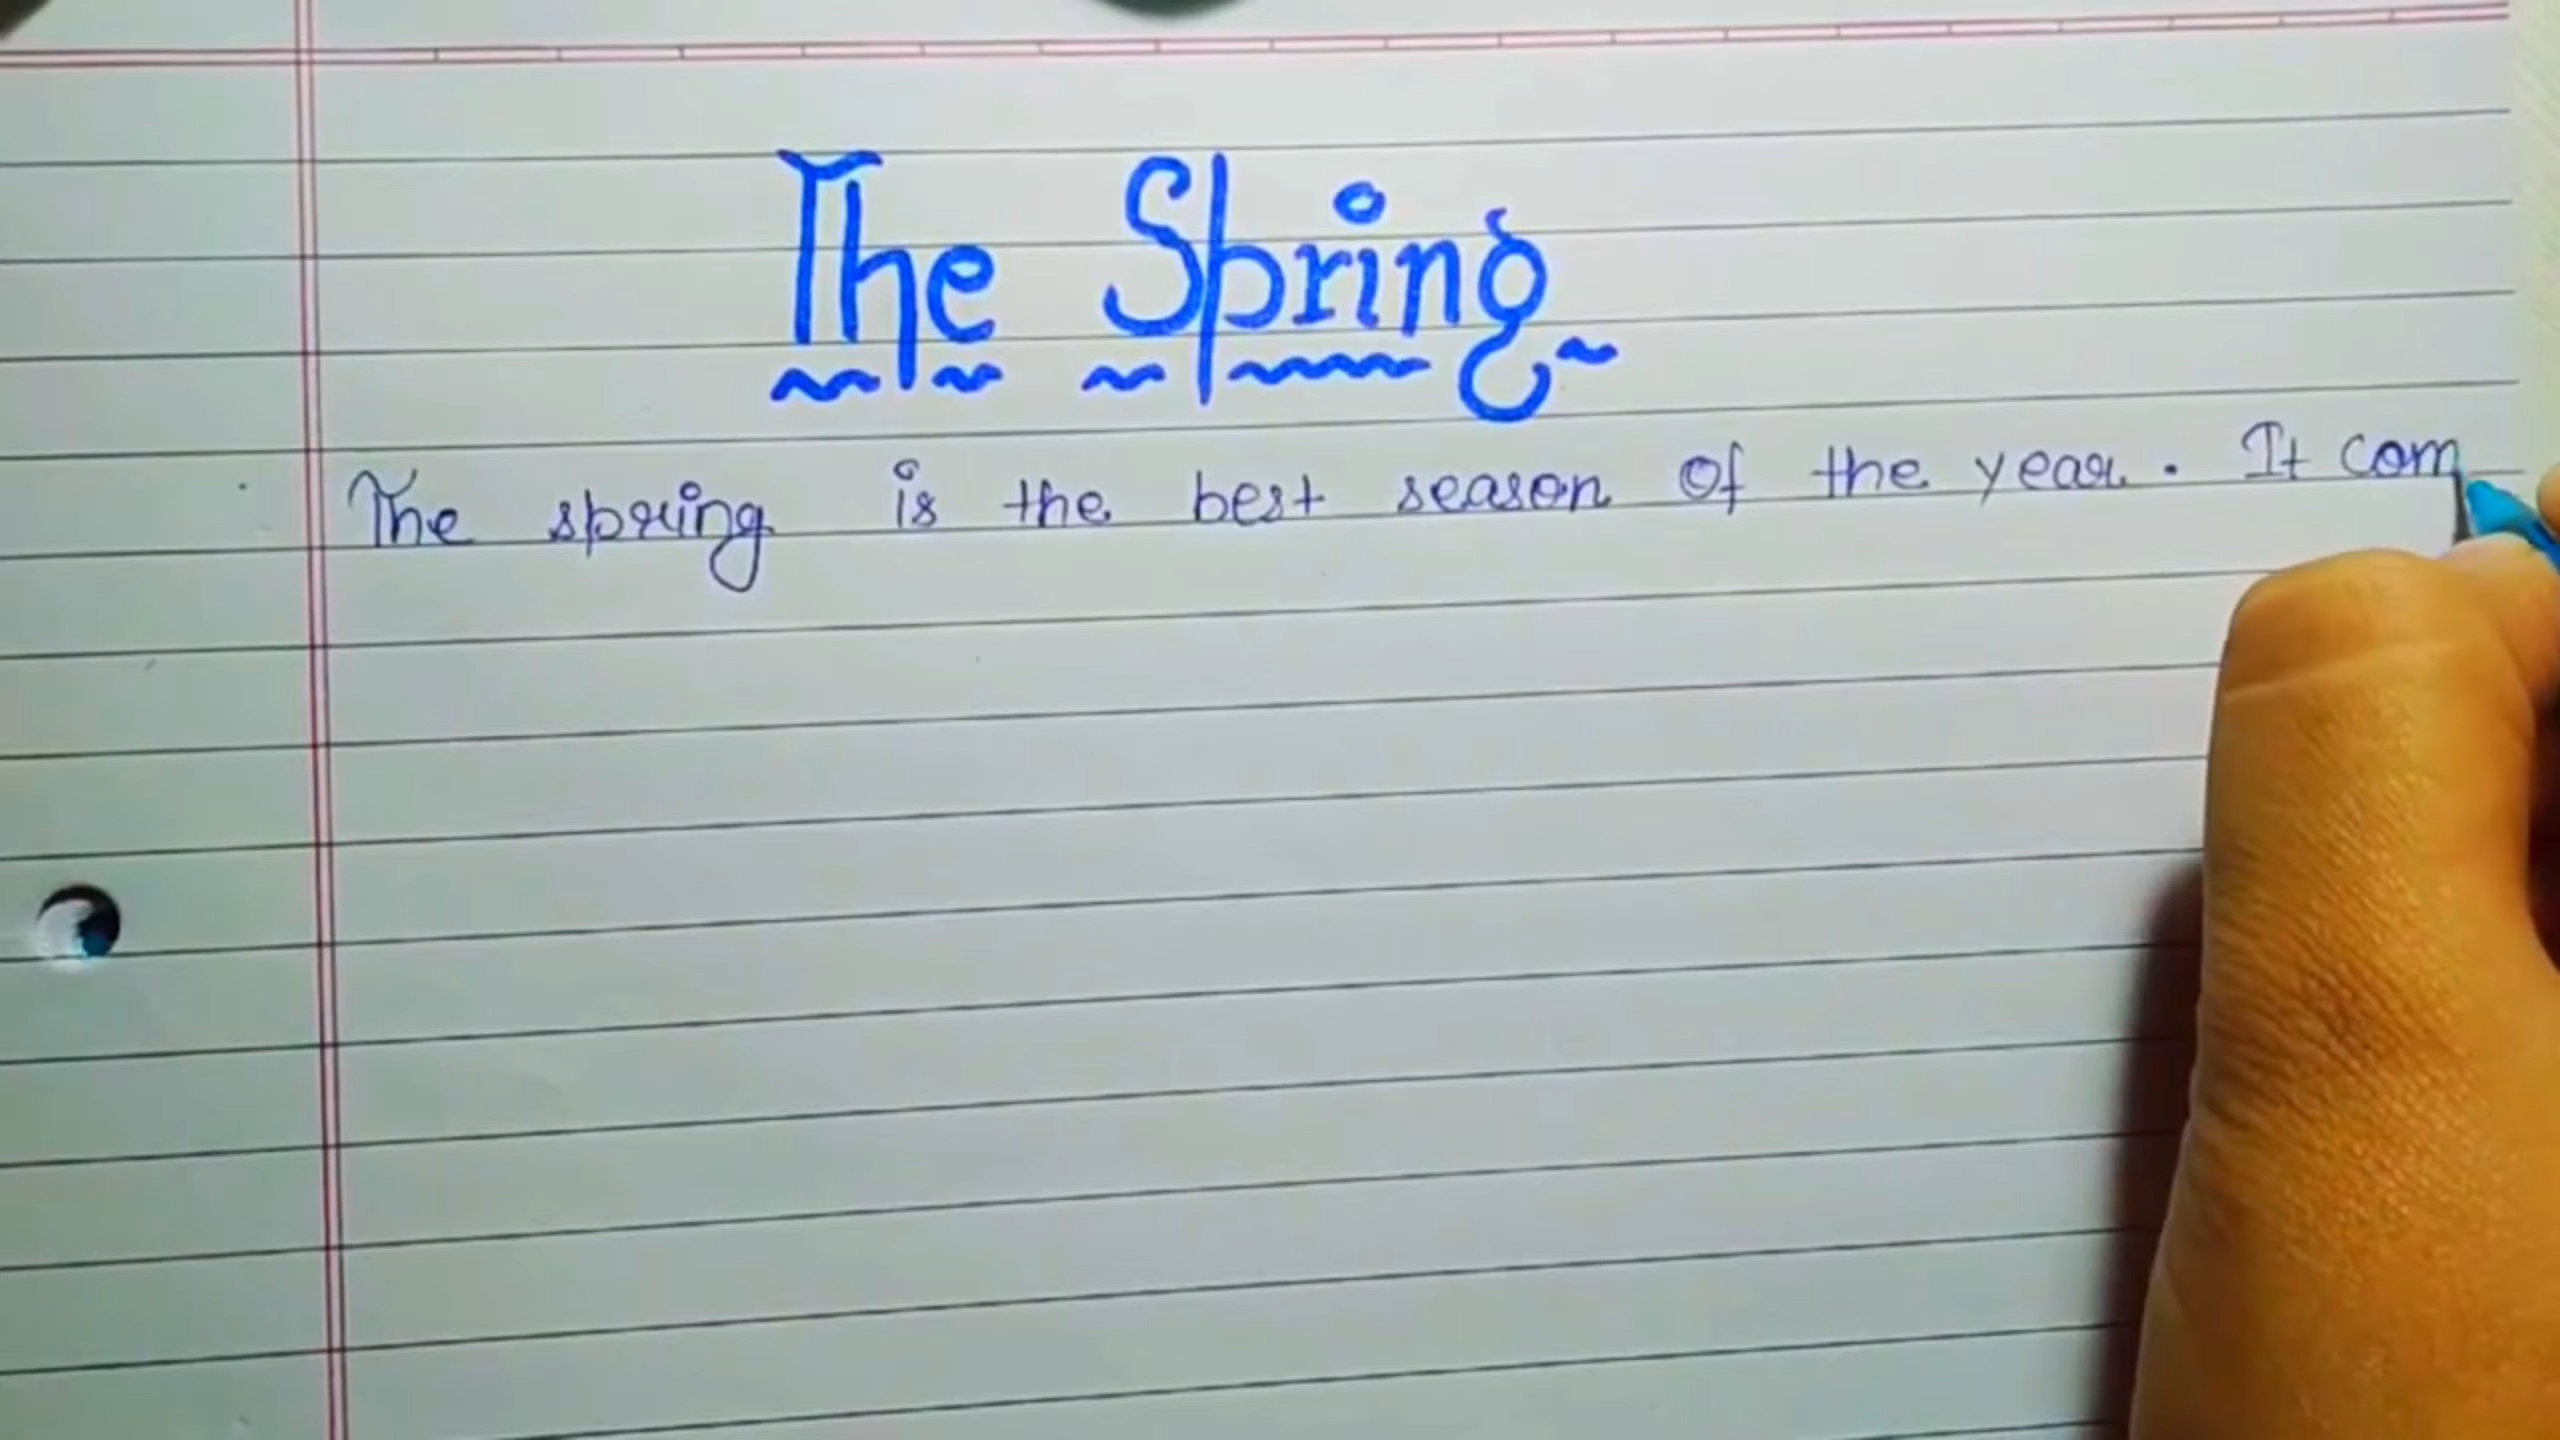 The Spring
The spring is the best season of the year. It com